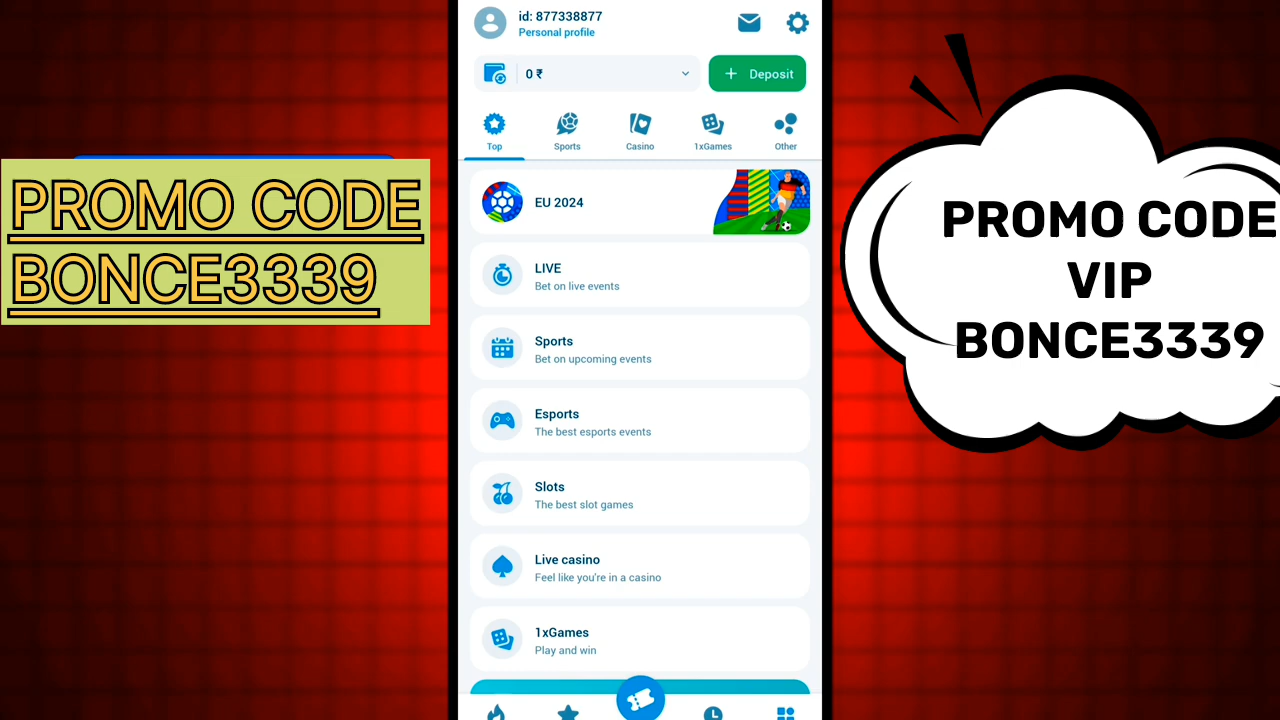 PROMO CODE
BONCE3339
id: 877338877
Personal profile
0 ₹
Deposit
Top
Sports
Casino
1xGames
Other
EU 2024
LIVE
Bet on live events
Sports
Bet on upcoming events
Esports
The best esports events
Slots
The best slot games
Live casino
Feel like you're in a casino
1xGames
Play and win
PROMO CODE
VIP
BONCE3339